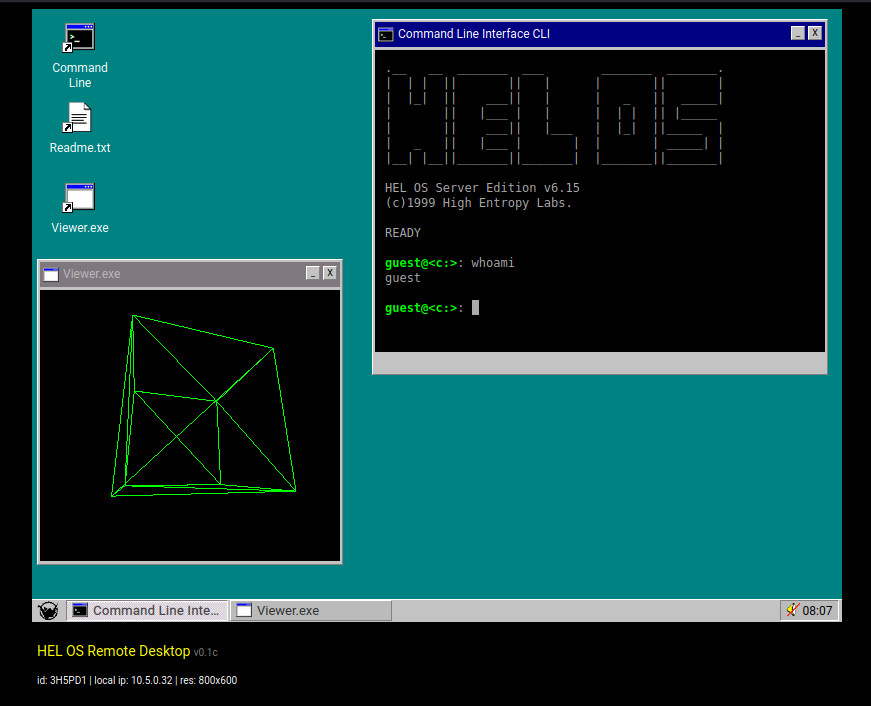 Command
Line
Readme.txt
Viewer.exe
Viewer.exe
_ X
Command Line Interface CLI
_ X
HELOS
HEL OS Server Edition v6.15
(c)1999 High Entropy Labs.
READY
guest@<c:>: whoami
guest
guest@<c:>:
Command Line Inte...
Viewer.exe
08:07
HEL OS Remote Desktop v0.1c
id: 3H5PD1 | local ip: 10.5.0.32 | res: 800x600